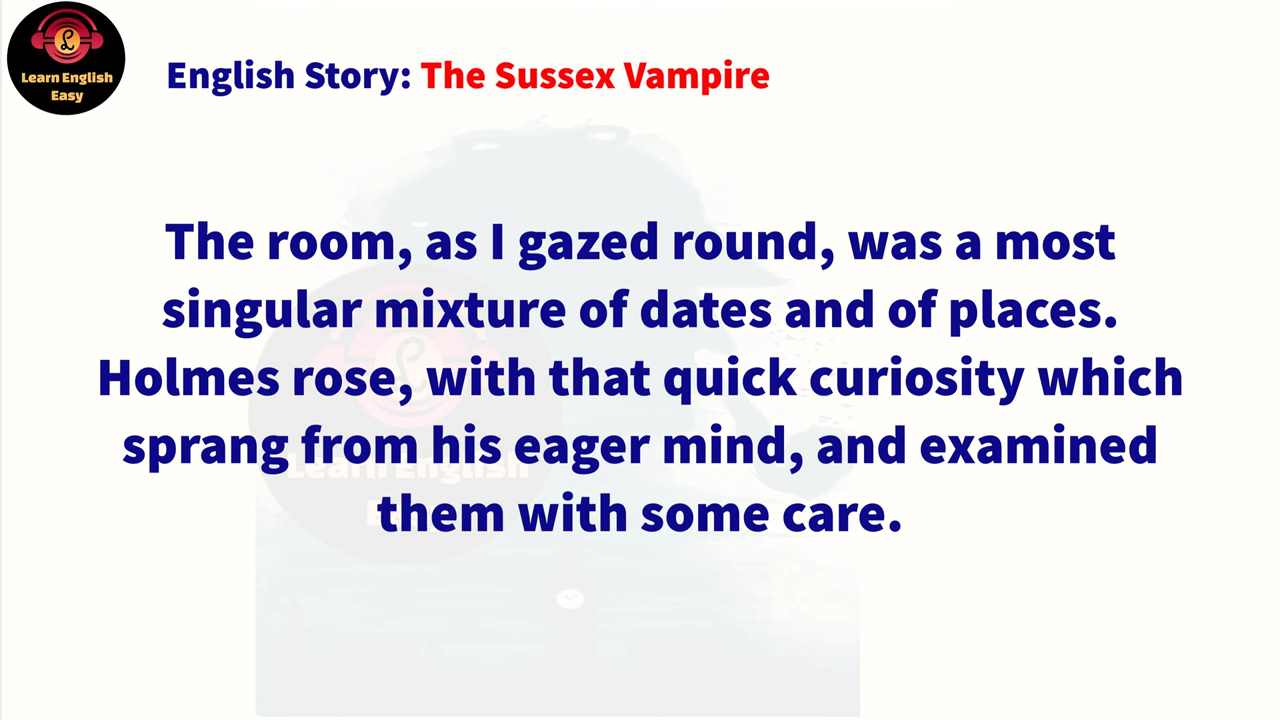 Learn English
Easy
English Story: The Sussex Vampire
The room, as I gazed round, was a most
singular mixture of dates and of places.
Holmes rose, with that quick curiosity which
sprang from his eager mind, and examined
them with some care.
Learn English